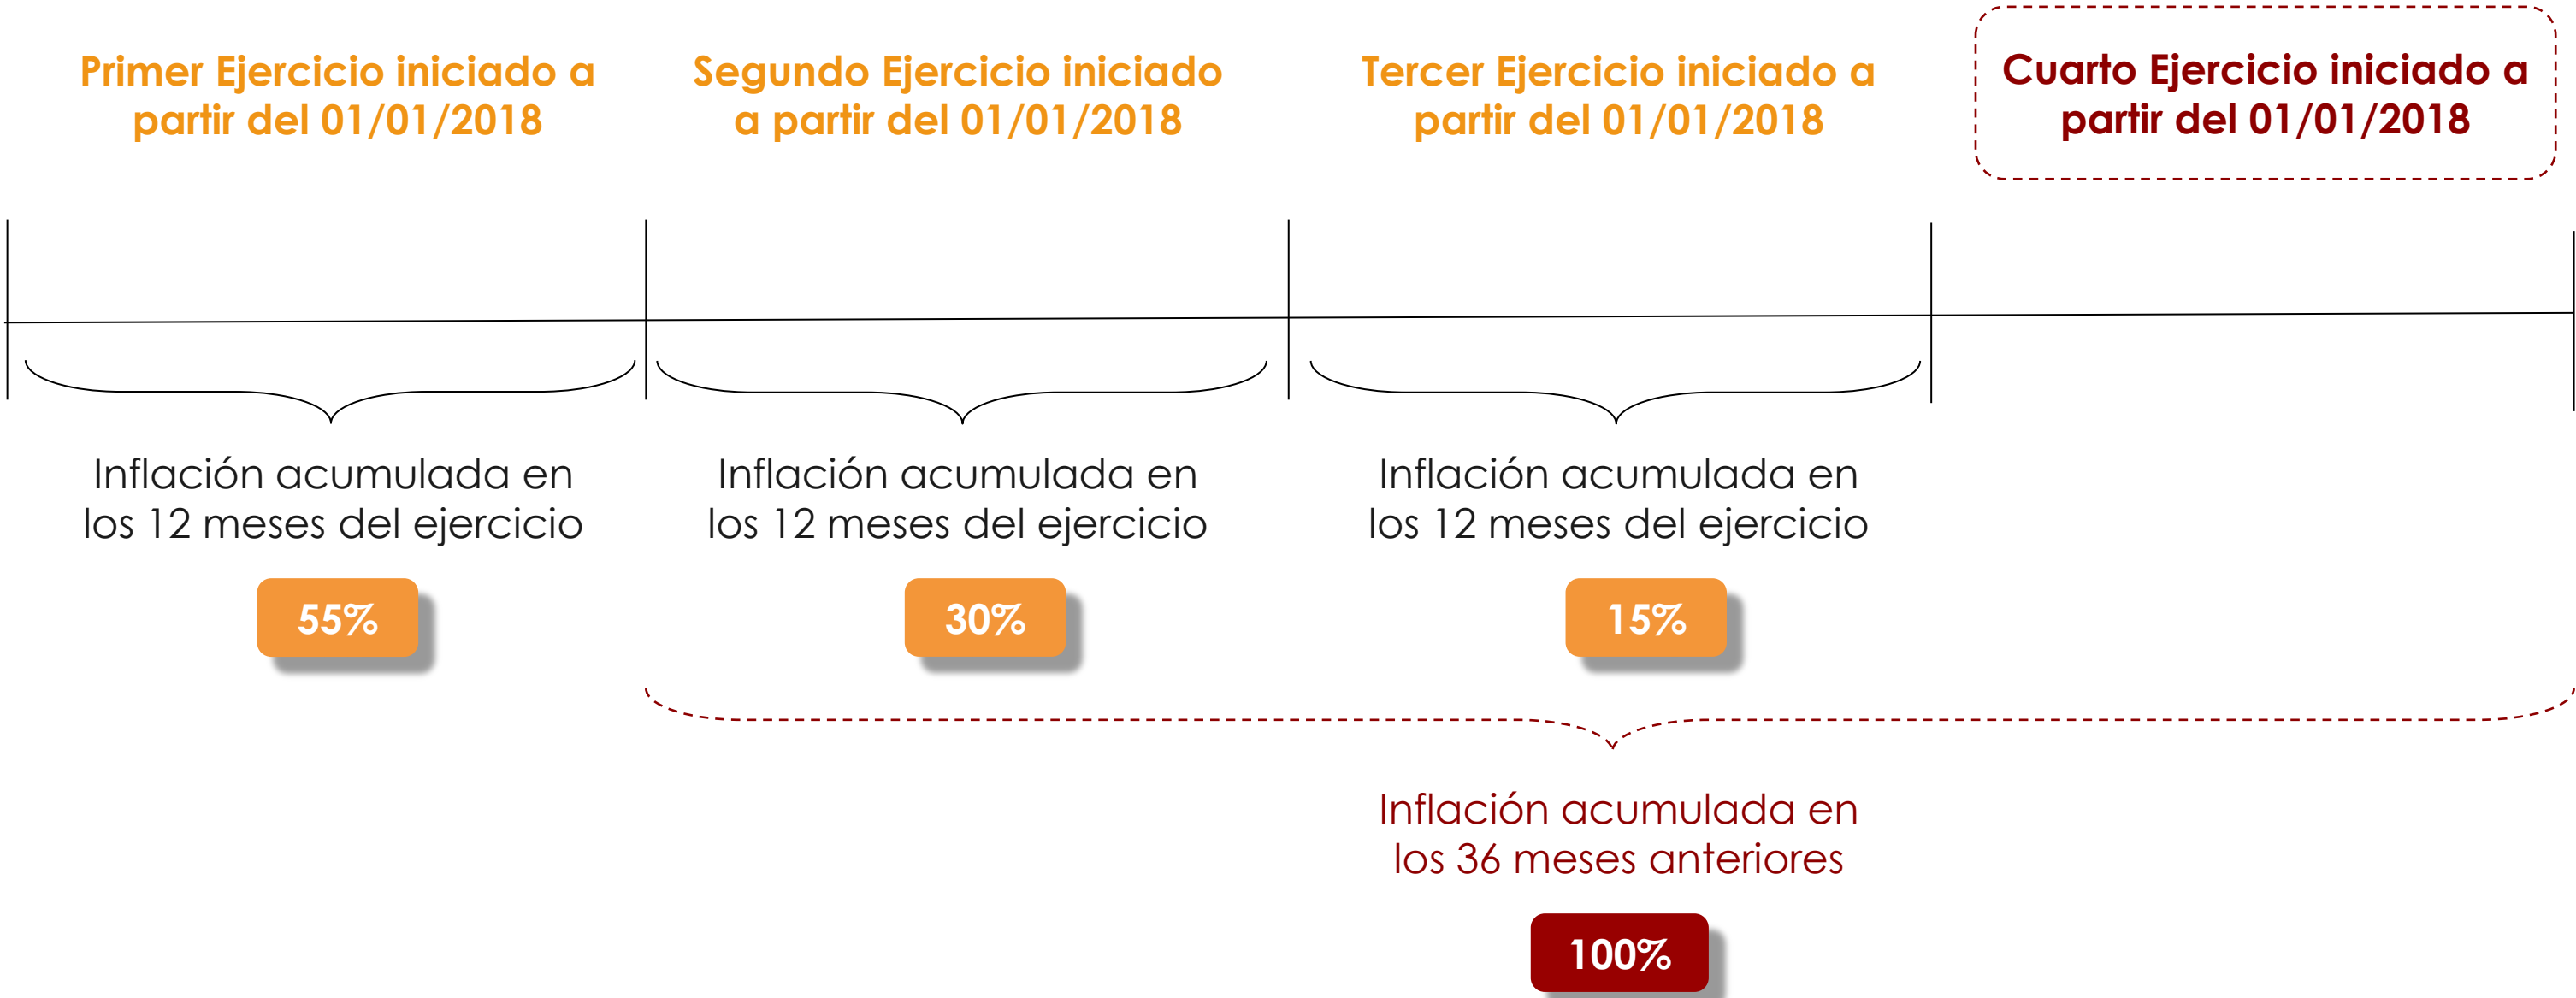 Primer Ejercicio iniciado a
partir del 01/01/2018
Segundo Ejercicio iniciado
a partir del 01/01/2018
Tercer Ejercicio iniciado a
partir del 01/01/2018
Cuarto Ejercicio iniciado a
partir del 01/01/2018
Inflación acumulada en
los 12 meses del ejercicio
55%
Inflación acumulada en
los 12 meses del ejercicio
30%
Inflación acumulada en
los 12 meses del ejercicio
15%
Inflación acumulada en
los 36 meses anteriores
100%